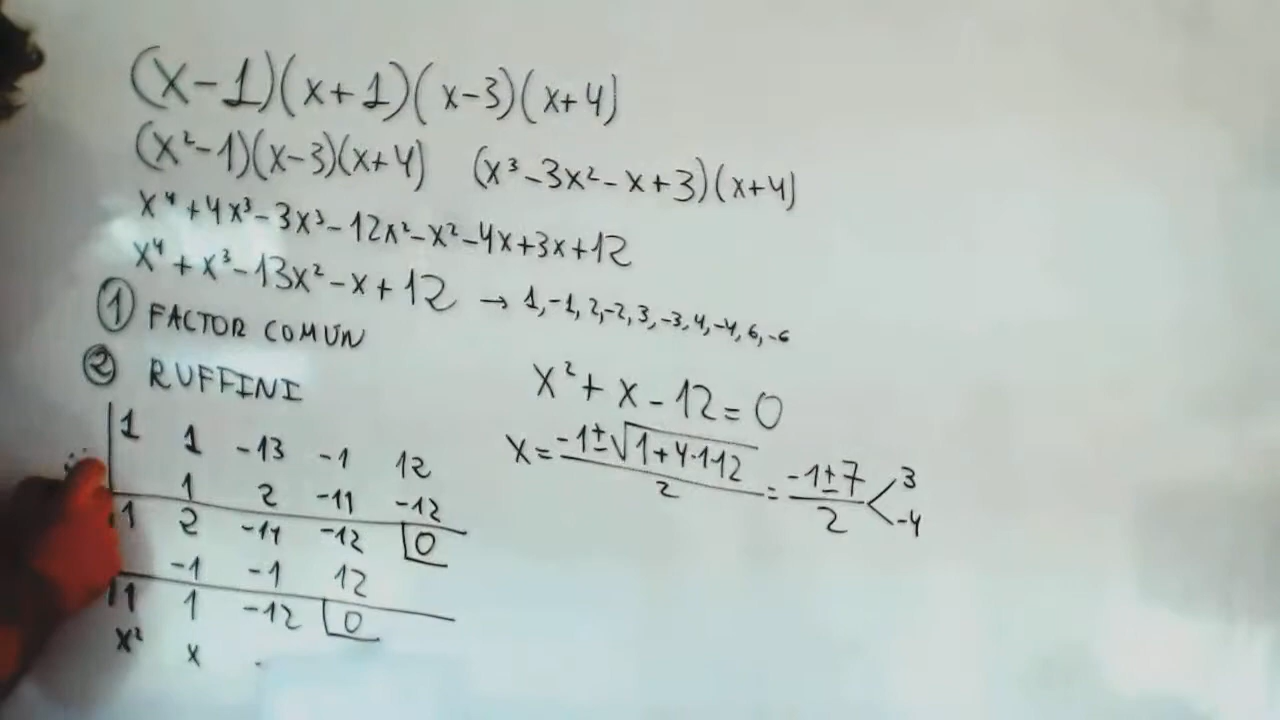 (x-1)(x+1)(x-3)(x+4)
(x²-1)(x-3)(x+4) (x³-3x²-x+3)(x+4)
x⁴+4x³-3x³-12x²-x²-4x+3x+12
x⁴+x³-13x²-x+12 → 1,-1,2,-2,3,-3,4,-4,6,-6
① FACTOR COMÚN
② RUFFINI
1 1 -13 -1 12
1 2 -11 -12
1 2 -11 -12 0
-1 -1 12
1 1 -12 0
x² x
x²+x-12=0
x = (-1±√(1+4·1·12))/2 = (-1±7)/2 < 3
-4